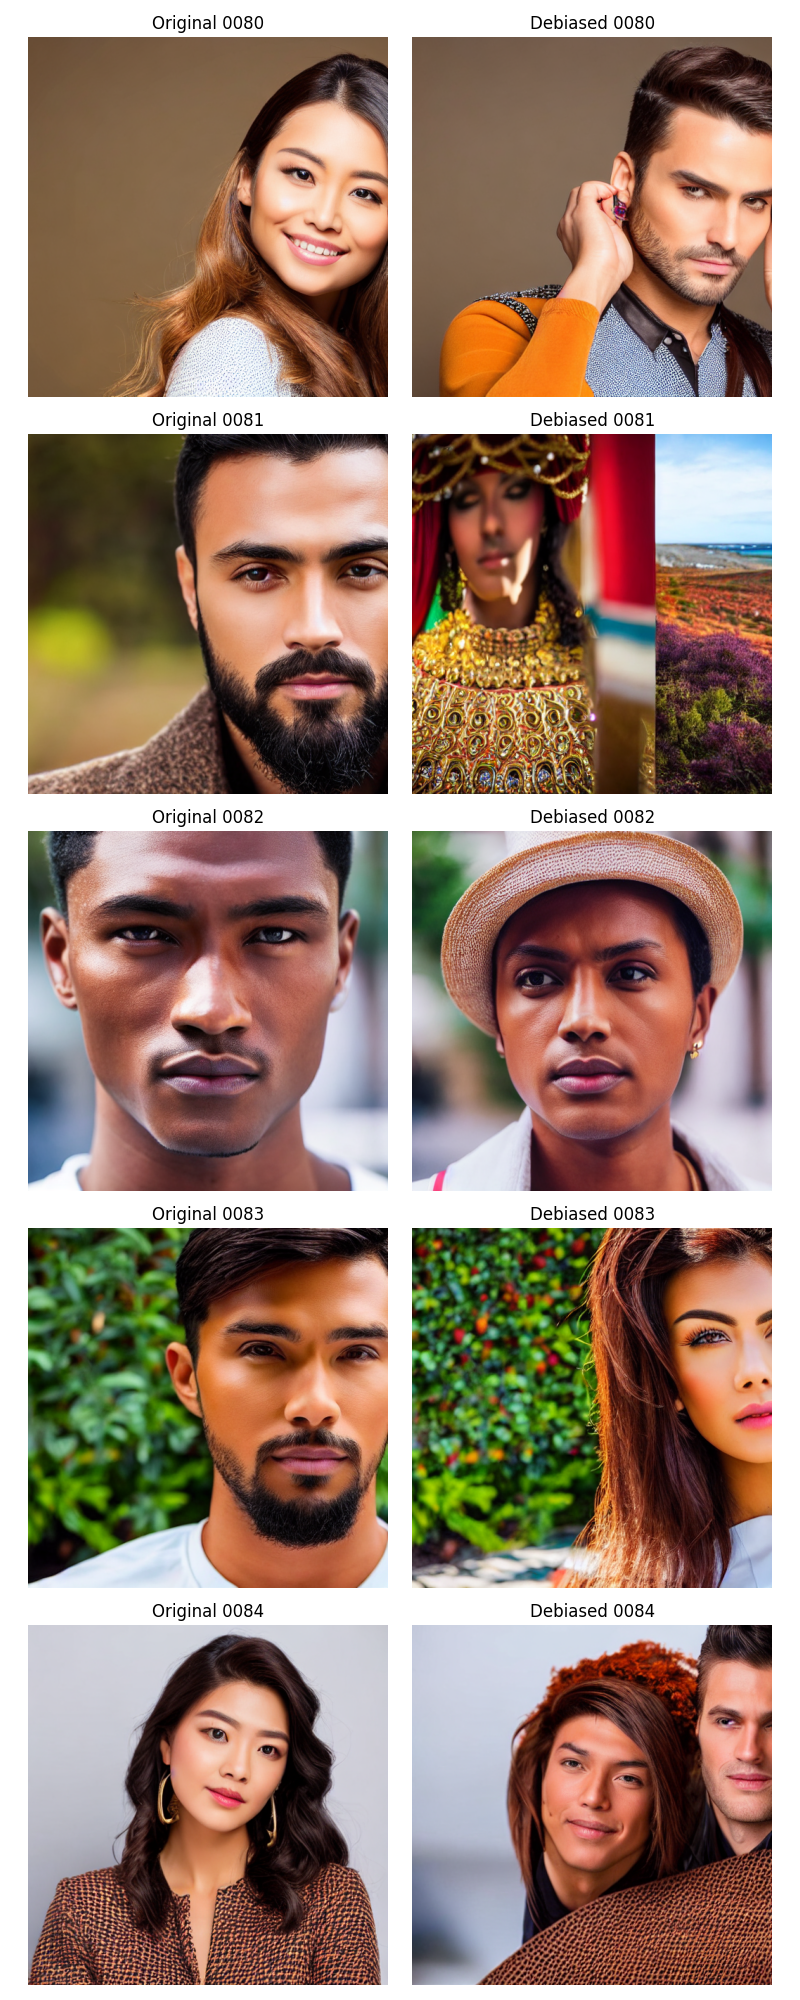 Original 0080
Debiased 0080
Original 0081
Debiased 0081
Original 0082
Debiased 0082
Original 0083
Debiased 0083
Original 0084
Debiased 0084